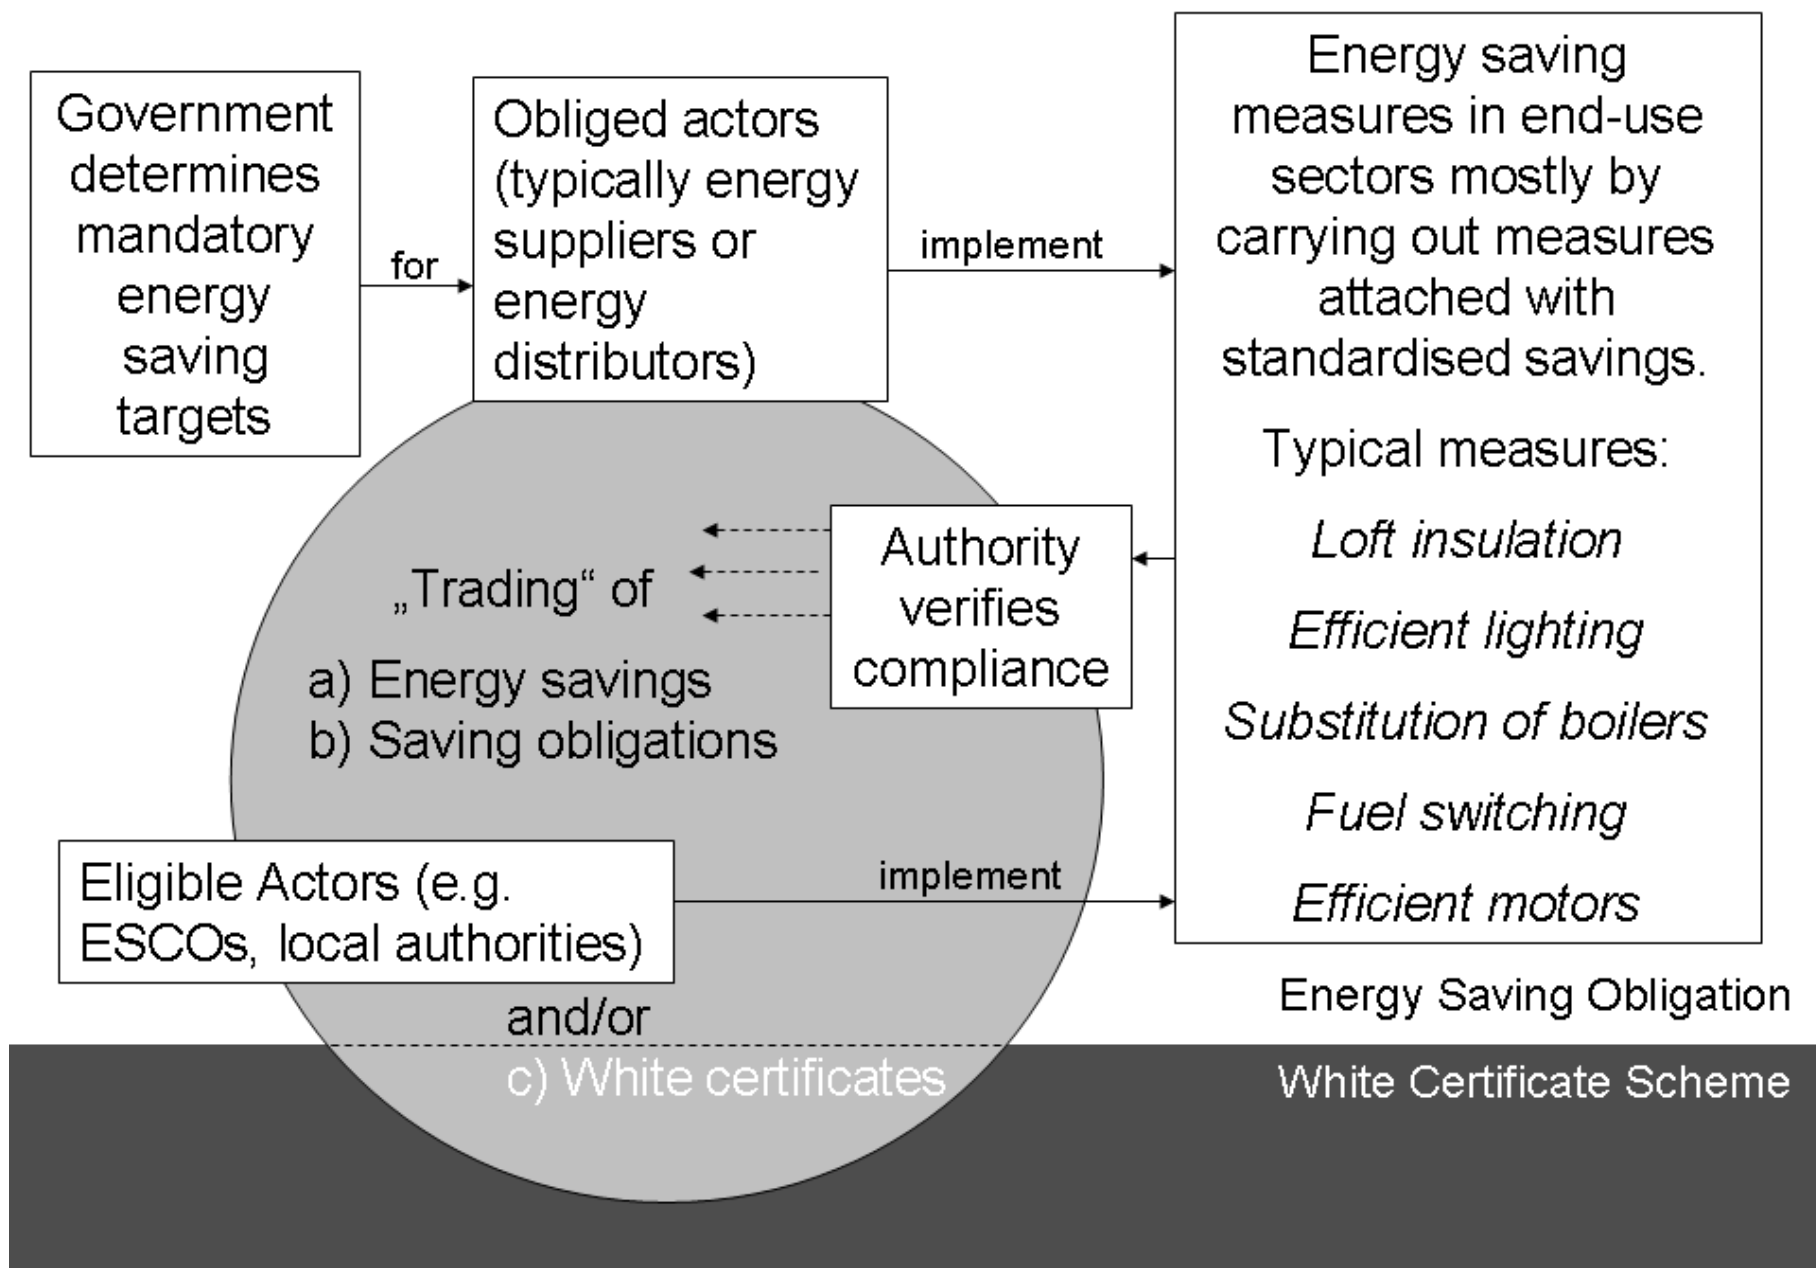 Government
determines
mandatory
energy
saving
targets
for
Obliged actors
(typically energy
suppliers or
energy
distributors)
implement
Energy saving
measures in end-use
sectors mostly by
carrying out measures
attached with
standardised savings.
Typical measures:
Loft insulation
Efficient lighting
Substitution of boilers
Fuel switching
Efficient motors
Authority
verifies
compliance
„Trading“ of
a) Energy savings
b) Saving obligations
Eligible Actors (e.g.
ESCOs, local authorities)
implement
and/or
c) White certificates
Energy Saving Obligation
White Certificate Scheme